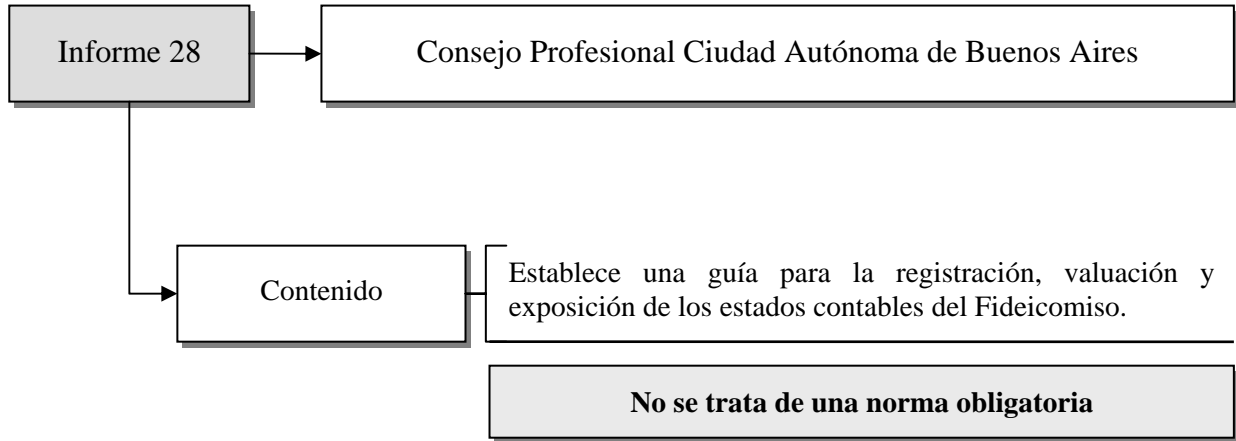 Informe 28
Consejo Profesional Ciudad Autónoma de Buenos Aires
Contenido
Establece una guía para la registración, valuación y
exposición de los estados contables del Fideicomiso.
No se trata de una norma obligatoria